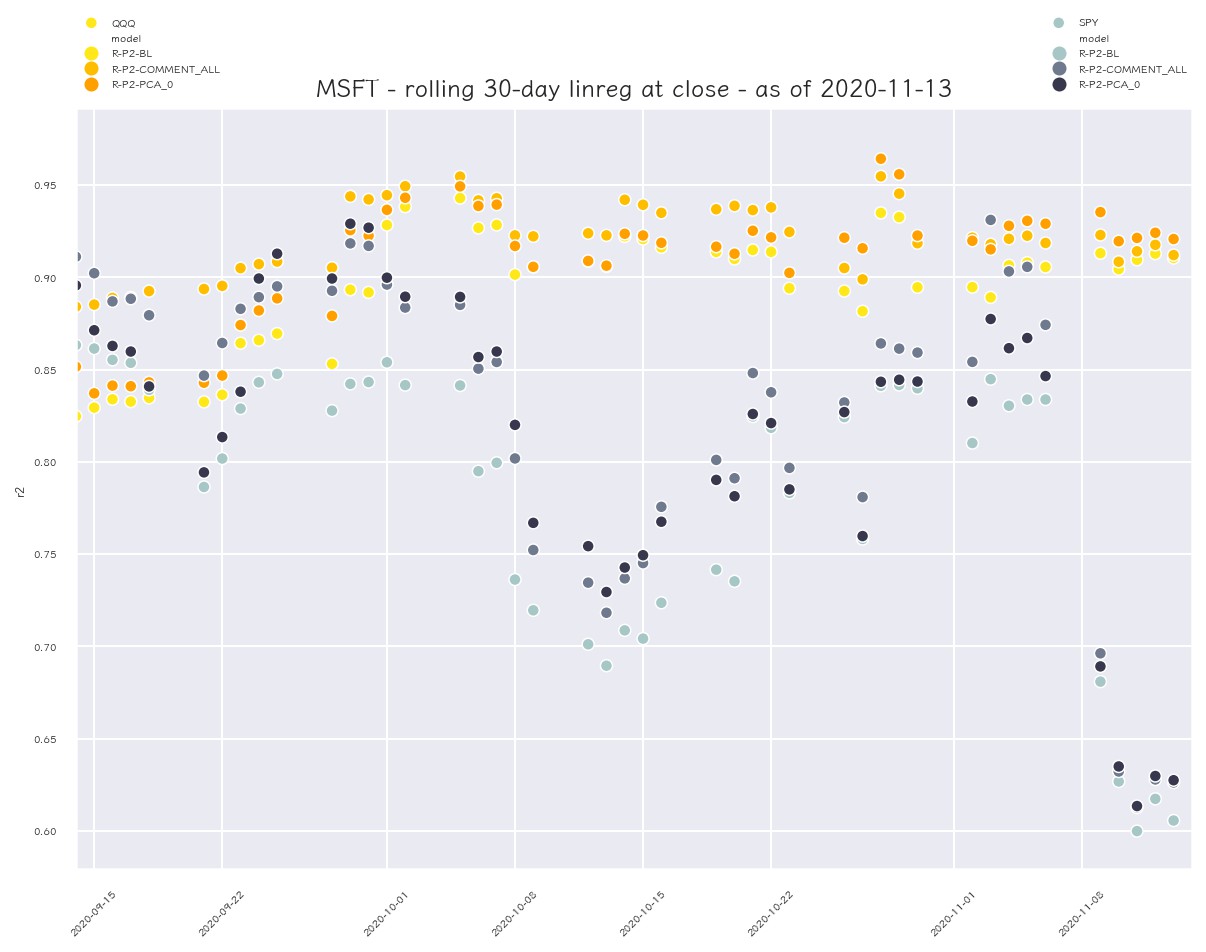 QQQ
model
R-P2-BL
R-P2-COMMENT_ALL
R-P2-PCA_0
SPY
model
R-P2-BL
R-P2-COMMENT_ALL
R-P2-PCA_0
MSFT - rolling 30-day linreg at close - as of 2020-11-13
0.95
0.90
0.85
0.80
0.75
0.70
0.65
0.60
r2
2020-09-15
2020-09-22
2020-10-01
2020-10-08
2020-10-15
2020-10-22
2020-11-01
2020-11-08